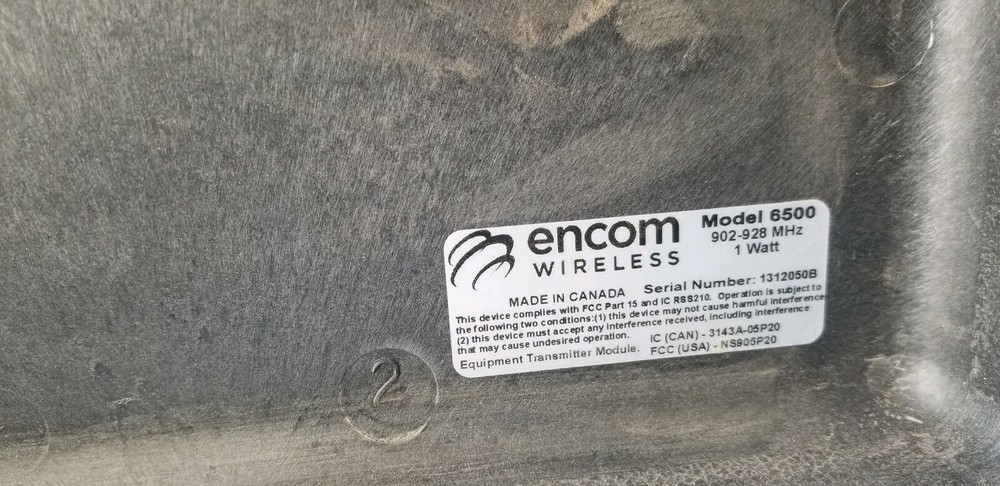 encom
WIRELESS
Model 6500
902-928 MHz
1 Watt
MADE IN CANADA
Serial Number: 1312050B
This device complies with FCC Part 15 and IC RSS210. Operation is subject to
the following two conditions:(1) this device may not cause harmful interference
(2) this device must accept any interference received, including interference
that may cause undesired operation.
Equipment Transmitter Module:
IC (CAN) - 3143A-05P20
FCC (USA) - NS905P20
2